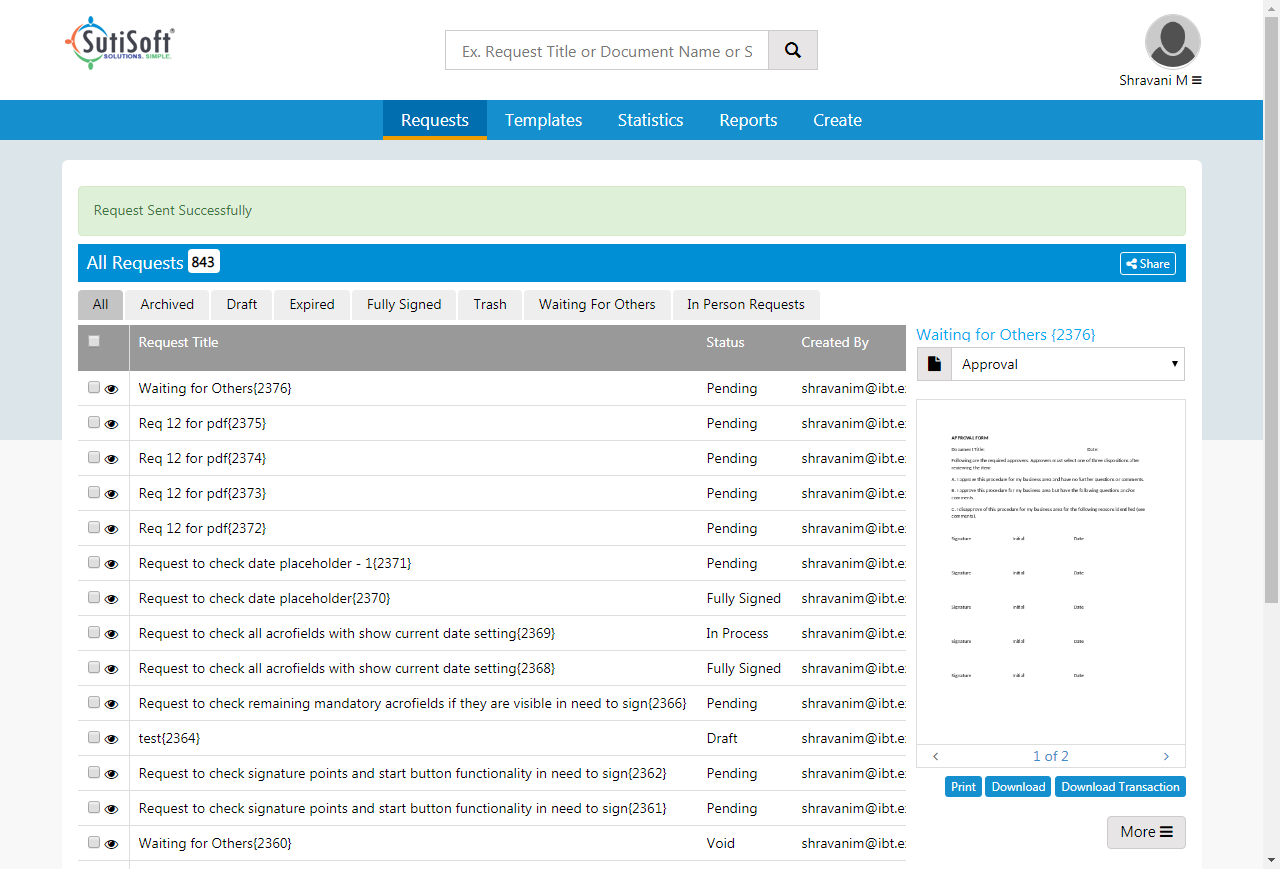 SutiSoft®
SOLUTIONS. SIMPLE.
Ex. Request Title or Document Name or S
Shravani M
Requests Templates Statistics Reports Create
Request Sent Successfully
All Requests 843
Share
All Archived Draft Expired Fully Signed Trash Waiting For Others In Person Requests
Request Title Status Created By
Waiting for Others{2376} Pending shravanim@ibt.e
Req 12 for pdf{2375} Pending shravanim@ibt.e
Req 12 for pdf{2374} Pending shravanim@ibt.e
Req 12 for pdf{2373} Pending shravanim@ibt.e
Req 12 for pdf{2372} Pending shravanim@ibt.e
Request to check date placeholder - 1{2371} Pending shravanim@ibt.e
Request to check date placeholder{2370} Fully Signed shravanim@ibt.e
Request to check all acrofields with show current date setting{2369} In Process shravanim@ibt.e
Request to check all acrofields with show current date setting{2368} Fully Signed shravanim@ibt.e
Request to check remaining mandatory acrofields if they are visible in need to sign{2366} Pending shravanim@ibt.e
test{2364} Draft shravanim@ibt.e
Request to check signature points and start button functionality in need to sign{2362} Pending shravanim@ibt.e
Request to check signature points and start button functionality in need to sign{2361} Pending shravanim@ibt.e
Waiting for Others{2360} Void shravanim@ibt.e
Waiting for Others {2376}
Approval
APPROVAL FORM
Document Title: Date:
Following are the required approvers. Approvers must select one of three dispositions after
reviewing the item:
A. I approve this procedure for my business area and have no further questions or comments.
B. I approve this procedure for my business area but have the following questions and/or
comments.
C. I disapprove of this procedure for my business area for the following reasons identified (see
comments).
Signature Initial Date
Signature Initial Date
Signature Initial Date
Signature Initial Date
Signature Initial Date
1 of 2
Print Download Download Transaction
More